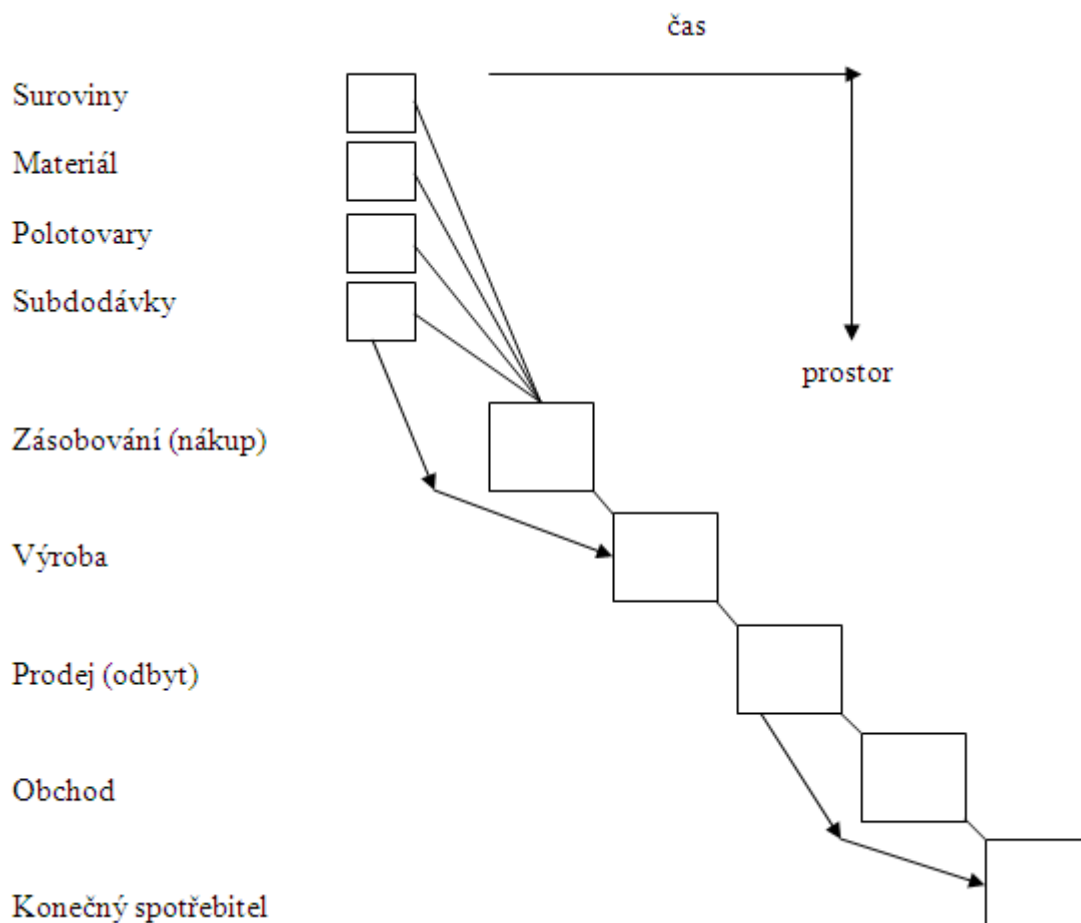 čas
Suroviny
Materiál
Polotovary
Subdodávky
prostor
Zásobování (nákup)
Výroba
Prodej (odbyt)
Obchod
Konečný spotřebitel